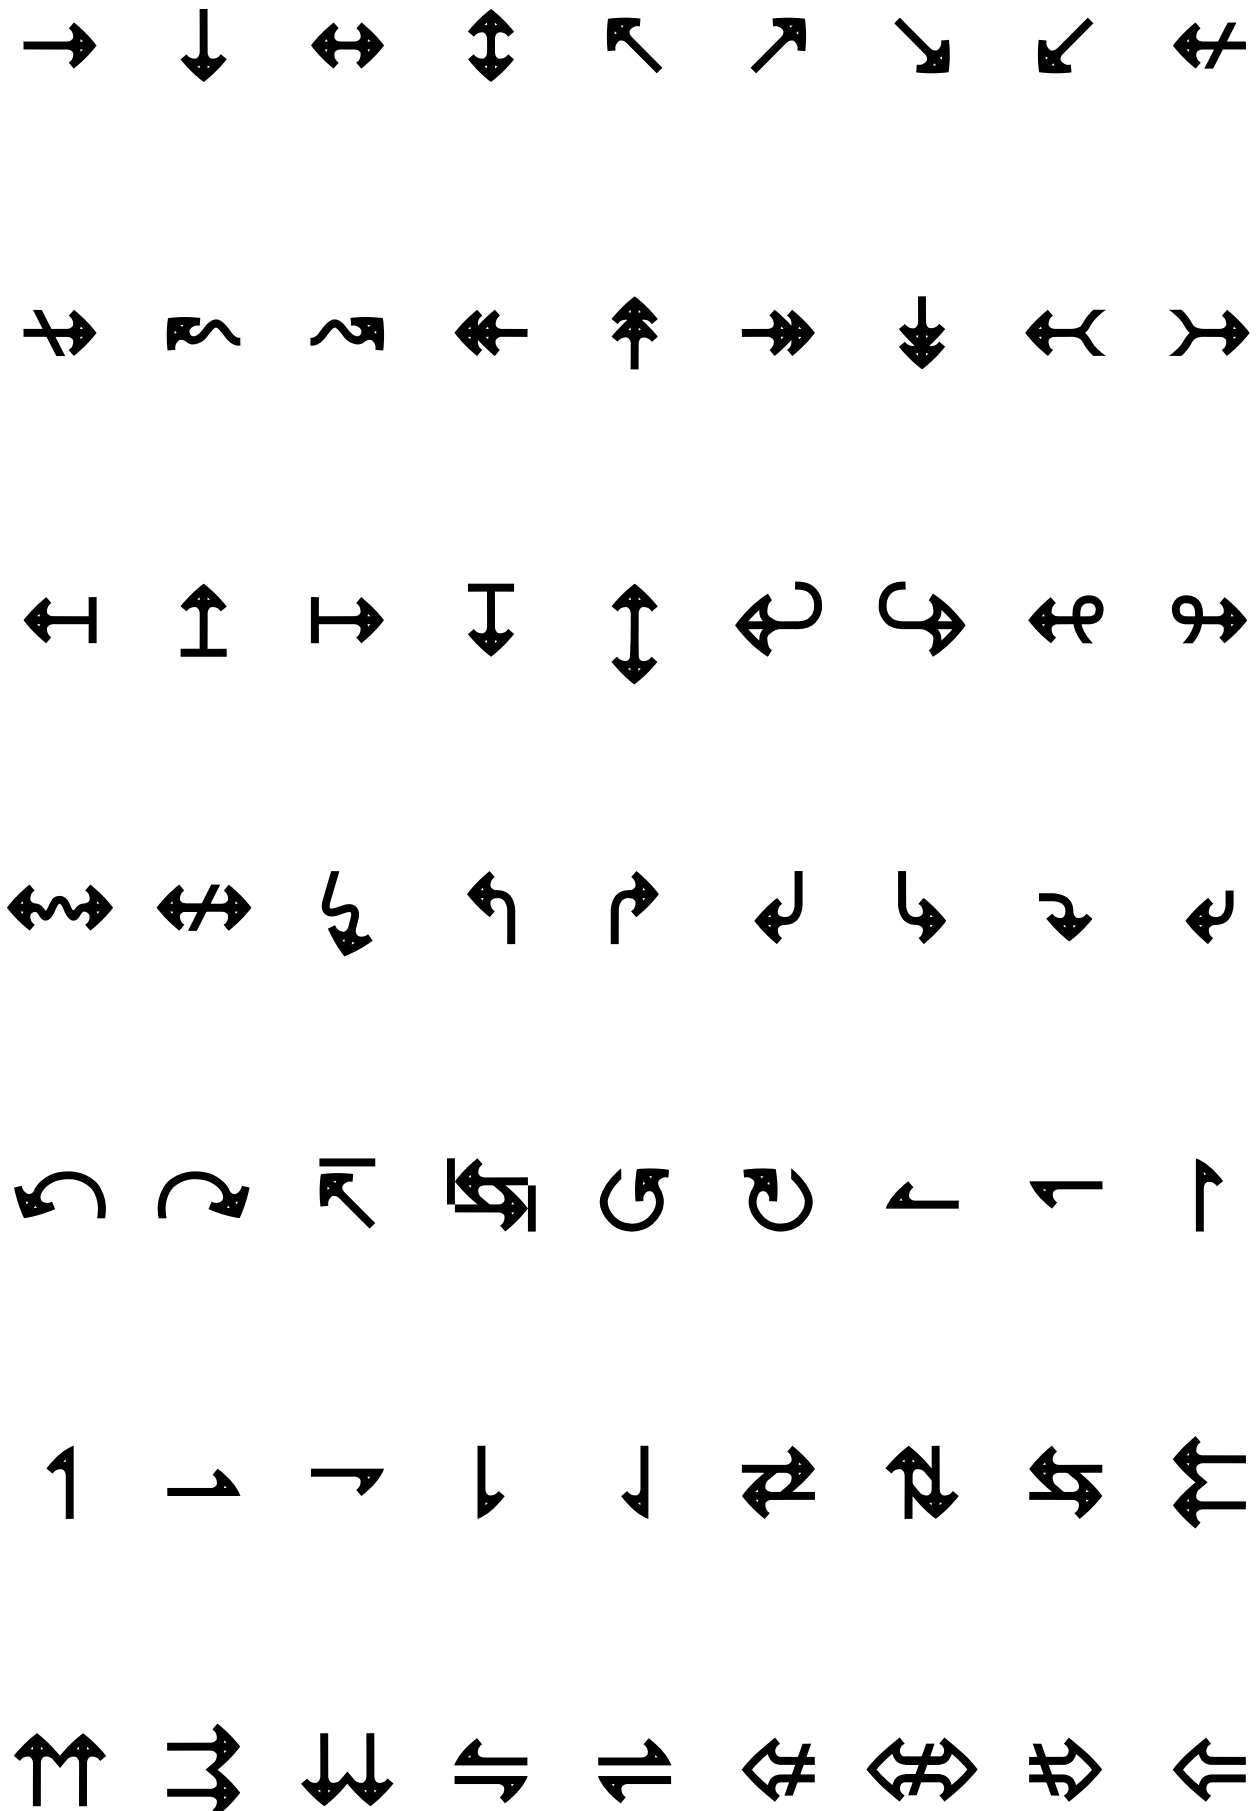 → ↓ ↔ ↕ ↖ ↗ ↘ ↙ ↚
↛ ↜ ↝ ↞ ↟ ↠ ↡ ↢ ↣
↤ ↥ ↦ ↧ ↨ ↩ ↪ ↫ ↬
↭ ↮ ↯ ↰ ↱ ↲ ↳ ↴ ↵
↶ ↷ ↸ ↹ ↺ ↻ ↼ ↽ ↾
↿ ⇀ ⇁ ⇂ ⇃ ⇄ ⇅ ⇆ ⇇
⇈ ⇉ ⇊ ⇋ ⇌ ⇍ ⇎ ⇏ ⇐